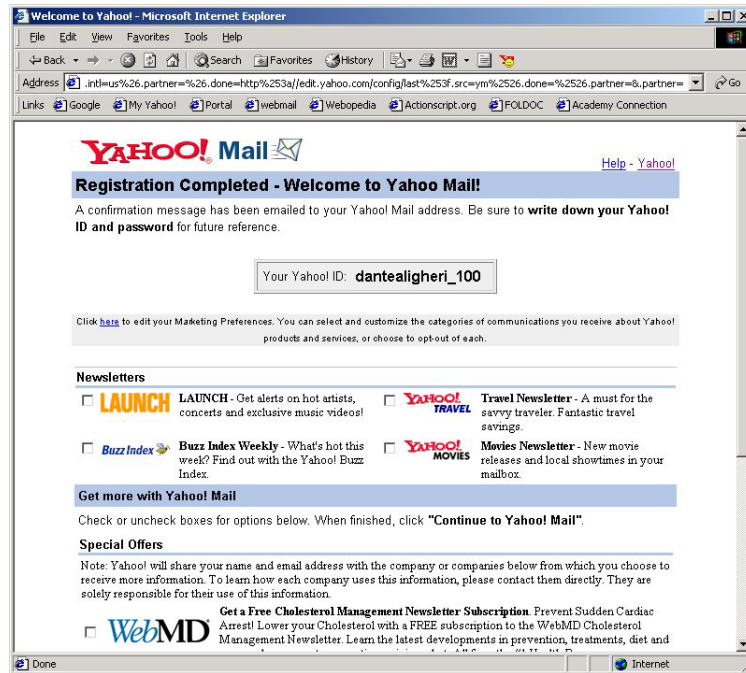 Welcome to Yahoo! - Microsoft Internet Explorer
File Edit View Favorites Tools Help
Back Search Favorites History
Address .intl=us%26.partner=%26.done=http%253a//edit.yahoo.com/config/last%253f.src=ym%2526.done=%2526.partner=&.partner= Go
Links Google My Yahoo! Portal webmail Webopedia Actionscript.org FOLDOC Academy Connection
YAHOO! Mail
Help - Yahoo!
Registration Completed - Welcome to Yahoo Mail!
A confirmation message has been emailed to your Yahoo! Mail address. Be sure to write down your Yahoo!
ID and password for future reference.
Your Yahoo! ID: dantealigheri_100
Click here to edit your Marketing Preferences. You can select and customize the categories of communications you receive about Yahoo!
products and services, or choose to opt-out of each.
Newsletters
LAUNCH LAUNCH - Get alerts on hot artists,
concerts and exclusive music videos!
YAHOO! TRAVEL Travel Newsletter - A must for the
savvy traveler. Fantastic travel
savings.
Buzz Index Buzz Index Weekly - What's hot this
week? Find out with the Yahoo! Buzz
Index.
YAHOO! MOVIES Movies Newsletter - New movie
releases and local showtimes in your
mailbox.
Get more with Yahoo! Mail
Check or uncheck boxes for options below. When finished, click "Continue to Yahoo! Mail".
Special Offers
Note: Yahoo! will share your name and email address with the company or companies below from which you choose to
receive more information. To learn how each company uses this information, please contact them directly. They are
solely responsible for their use of this information.
WebMD Get a Free Cholesterol Management Newsletter Subscription. Prevent Sudden Cardiac
Arrest! Lower your Cholesterol with a FREE subscription to the WebMD Cholesterol
Management Newsletter. Learn the latest developments in prevention, treatments, diet and
Done Internet